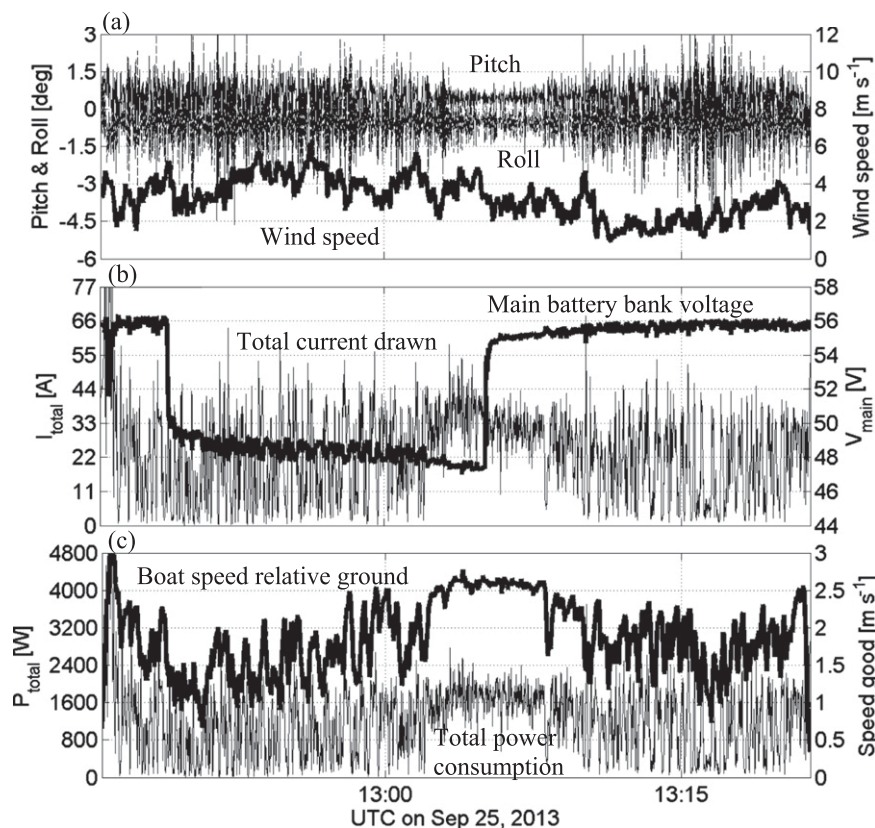 (a)
3
1.5
0
-1.5
-3
-4.5
-6
Pitch & Roll [deg]
Pitch
Roll
Wind speed
12
10
8
6
4
2
0
Wind speed [m s-1]
(b)
77
66
55
44
33
22
11
0
Itotal [A]
Main battery bank voltage
Total current drawn
58
56
54
52
50
48
46
44
Vmain [V]
(c)
4800
4000
3200
2400
1600
800
0
Ptotal [W]
Boat speed relative ground
Total power
consumption
3
2.5
2
1.5
1
0.5
0
Speed good [m s-1]
13:00
13:15
UTC on Sep 25, 2013